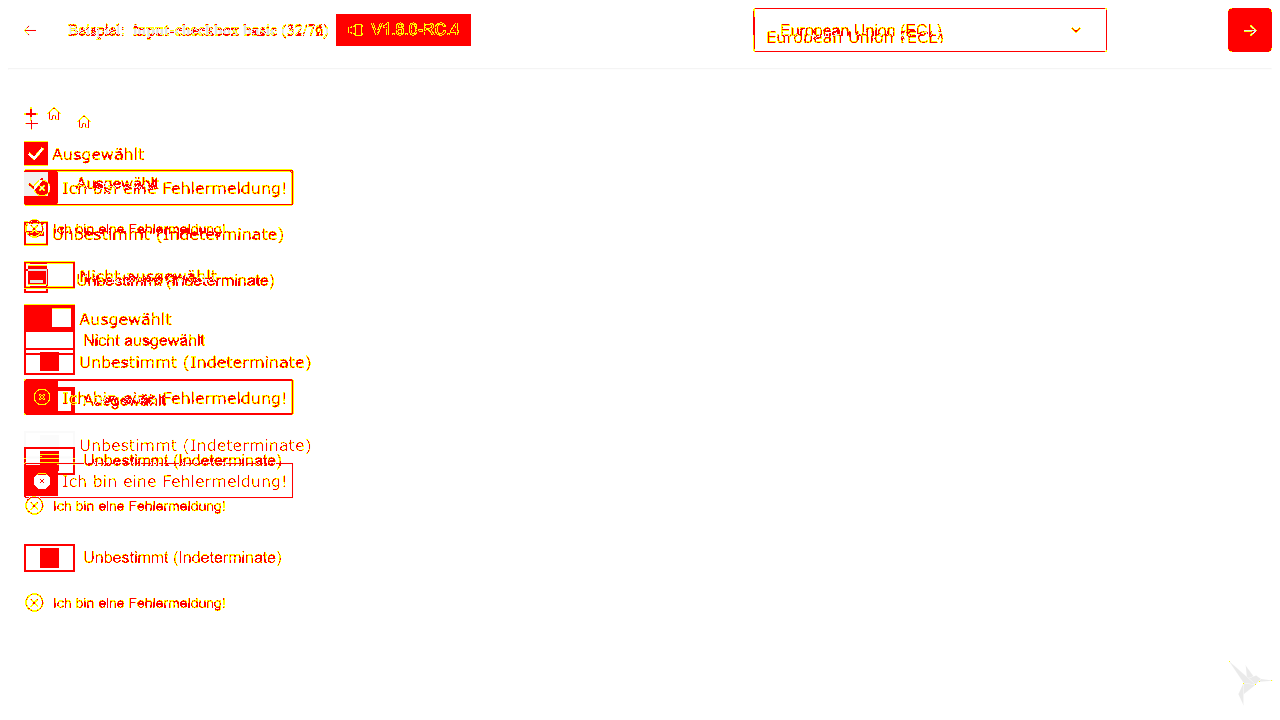 Beispiel: input-checkbox basic V1.6.0-RC.4
European Union (ECL)
European Union (ECL)
Ausgewählt
Ausgewählt
Ich bin eine Fehlermeldung!
Ich bin eine Fehlermeldung!
Unbestimmt (Indeterminate)
Nicht ausgewählt
Unbestimmt (Indeterminate)
Ausgewählt
Nicht ausgewählt
Unbestimmt (Indeterminate)
Ich bin eine Fehlermeldung!
Ausgewählt
Unbestimmt (Indeterminate)
Unbestimmt (Indeterminate)
Ich bin eine Fehlermeldung!
Ich bin eine Fehlermeldung!
Unbestimmt (Indeterminate)
Ich bin eine Fehlermeldung!